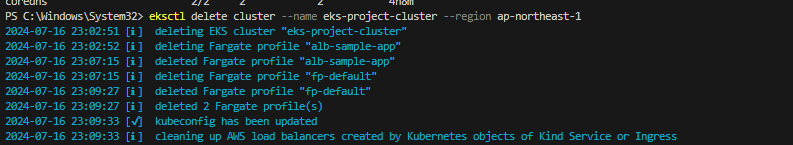 coredns 2/2 2 2 4h6m
PS C:\Windows\System32> eksctl delete cluster --name eks-project-cluster --region ap-northeast-1
2024-07-16 23:02:51 [ℹ] deleting EKS cluster "eks-project-cluster"
2024-07-16 23:02:52 [ℹ] deleting Fargate profile "alb-sample-app"
2024-07-16 23:07:15 [ℹ] deleted Fargate profile "alb-sample-app"
2024-07-16 23:07:15 [ℹ] deleting Fargate profile "fp-default"
2024-07-16 23:09:27 [ℹ] deleted Fargate profile "fp-default"
2024-07-16 23:09:27 [ℹ] deleted 2 Fargate profile(s)
2024-07-16 23:09:33 [✓] kubeconfig has been updated
2024-07-16 23:09:33 [ℹ] cleaning up AWS load balancers created by Kubernetes objects of Kind Service or Ingress